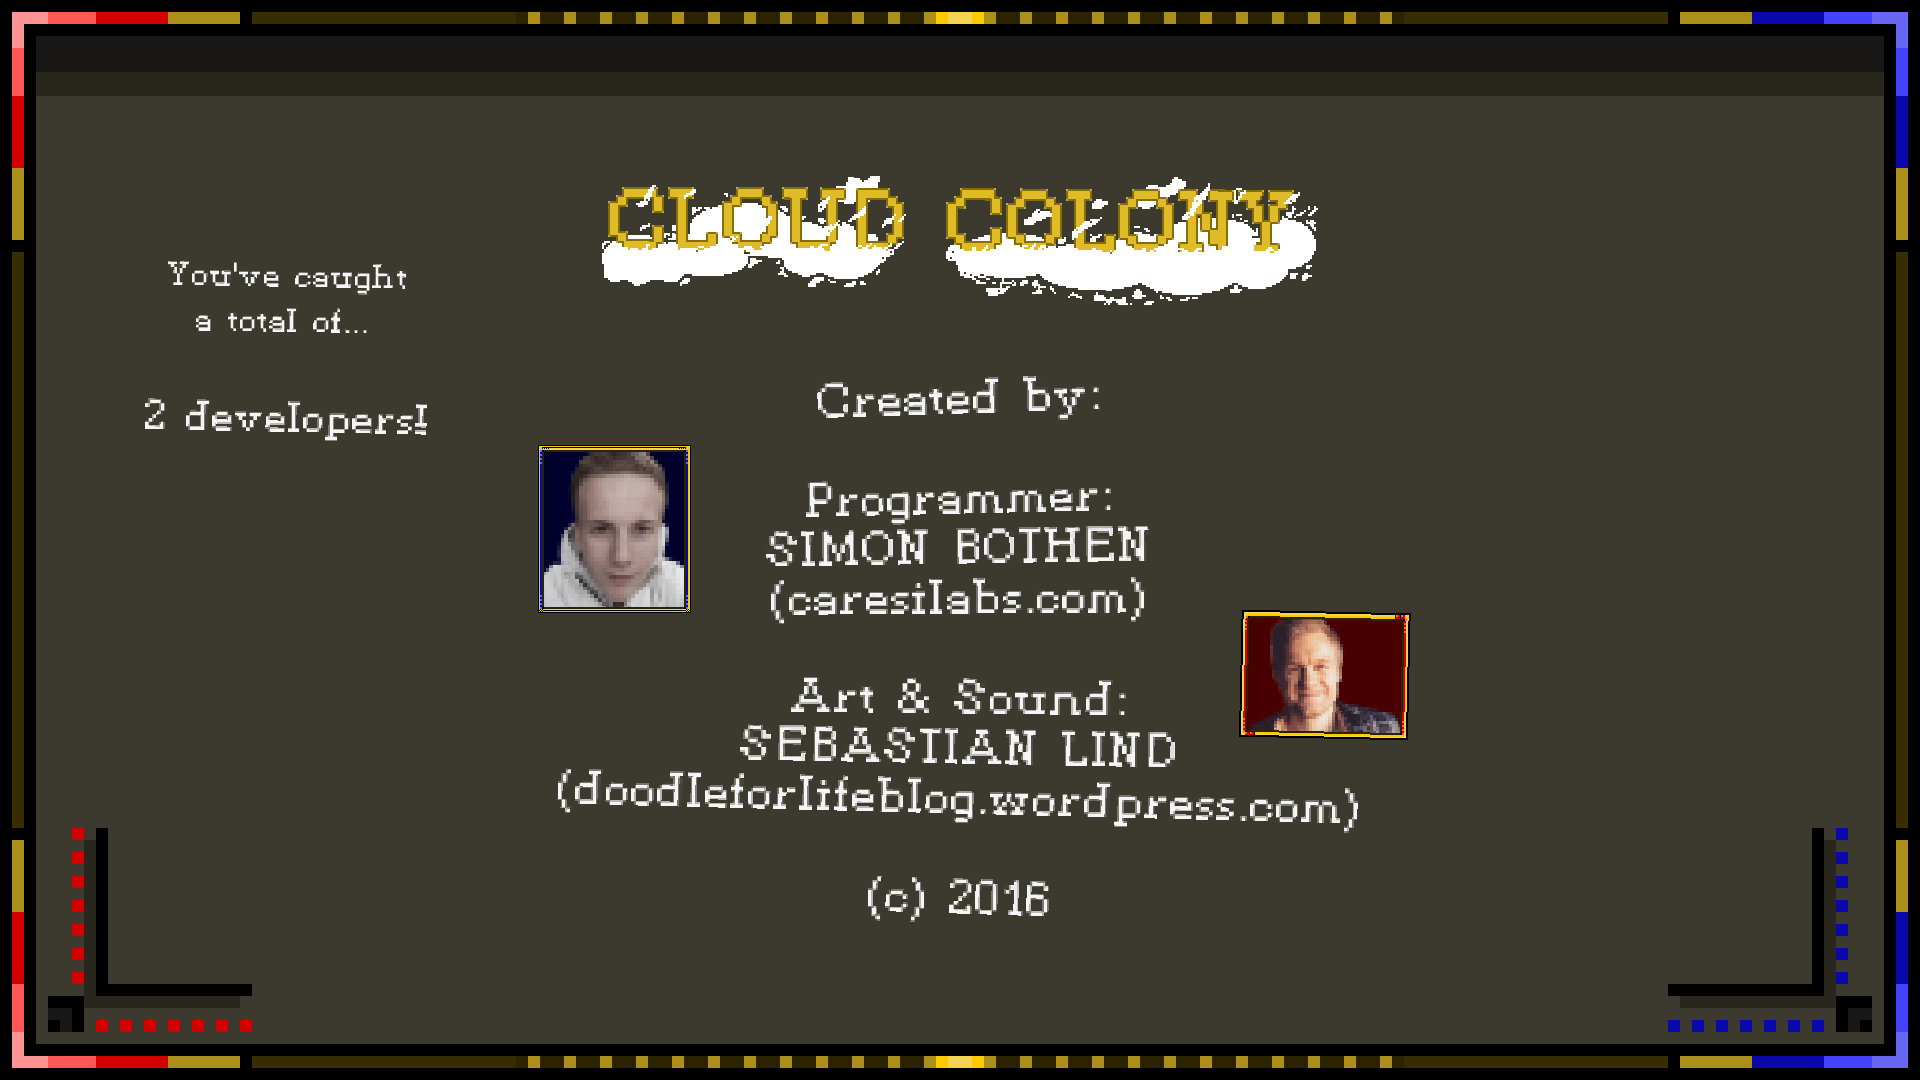 CLOUD COLONY
You've caught
a total of...
2 developers!
Created by:
Programmer:
SIMON BOTHEN
(caresilabs.com)
Art & Sound:
SEBASTIAN LIND
(doodleforlifeblog.wordpress.com)
(c) 2016